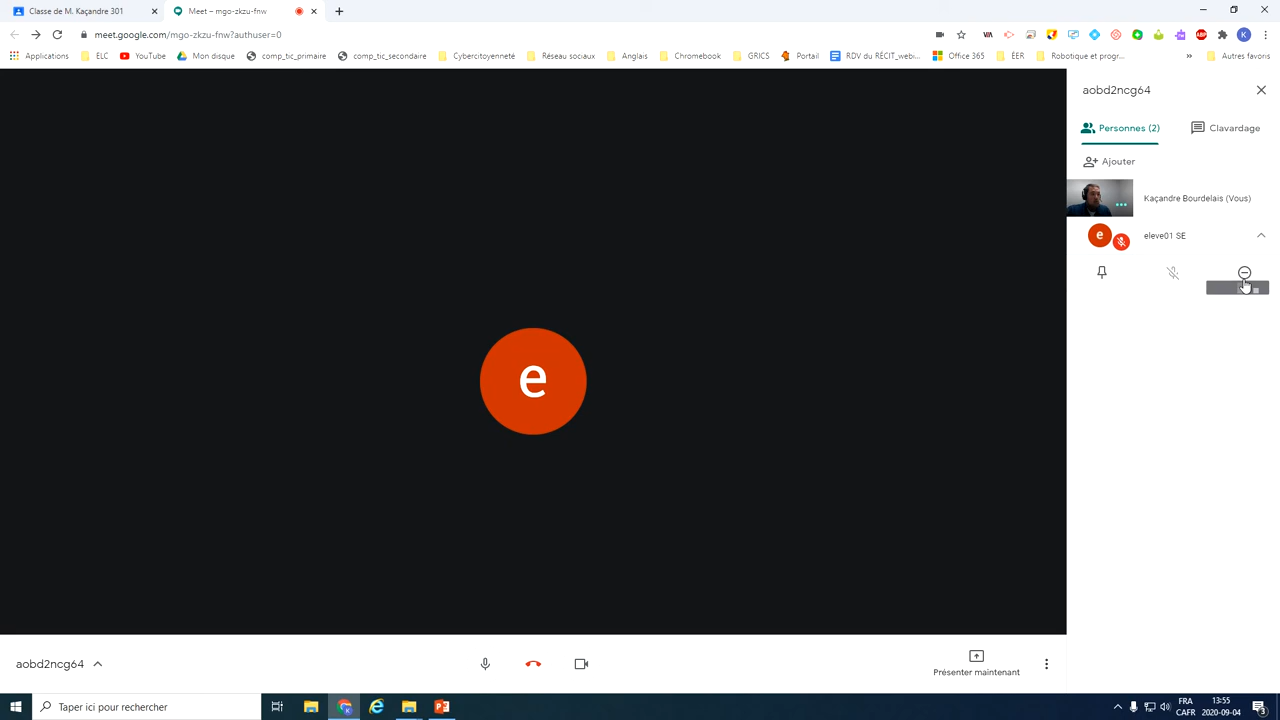 Classe de M. Kaçandre 301
Meet – mgo-zkzu-fnw
meet.google.com/mgo-zkzu-fnw?authuser=0
VIA
ABP
K
Applications
ELC
YouTube
Mon disque
comp_tic_primaire
comp_tic_secondaire
Cybercitoyenneté
Réseau sociaux
Anglais
Chromebook
GRICS
Portail
RDV du RÉCIT_webi...
Office 365
ÉER
Robotique et progr...
»
Autres favoris
aobd2ncg64
Personnes (2)
Clavardage
Ajouter
Kaçandre Bourdelais (Vous)
e
eleve01 SE
e
aobd2ncg64
Présenter maintenant
Taper ici pour rechercher
FRA
CAFR
13:55
2020-09-04
3